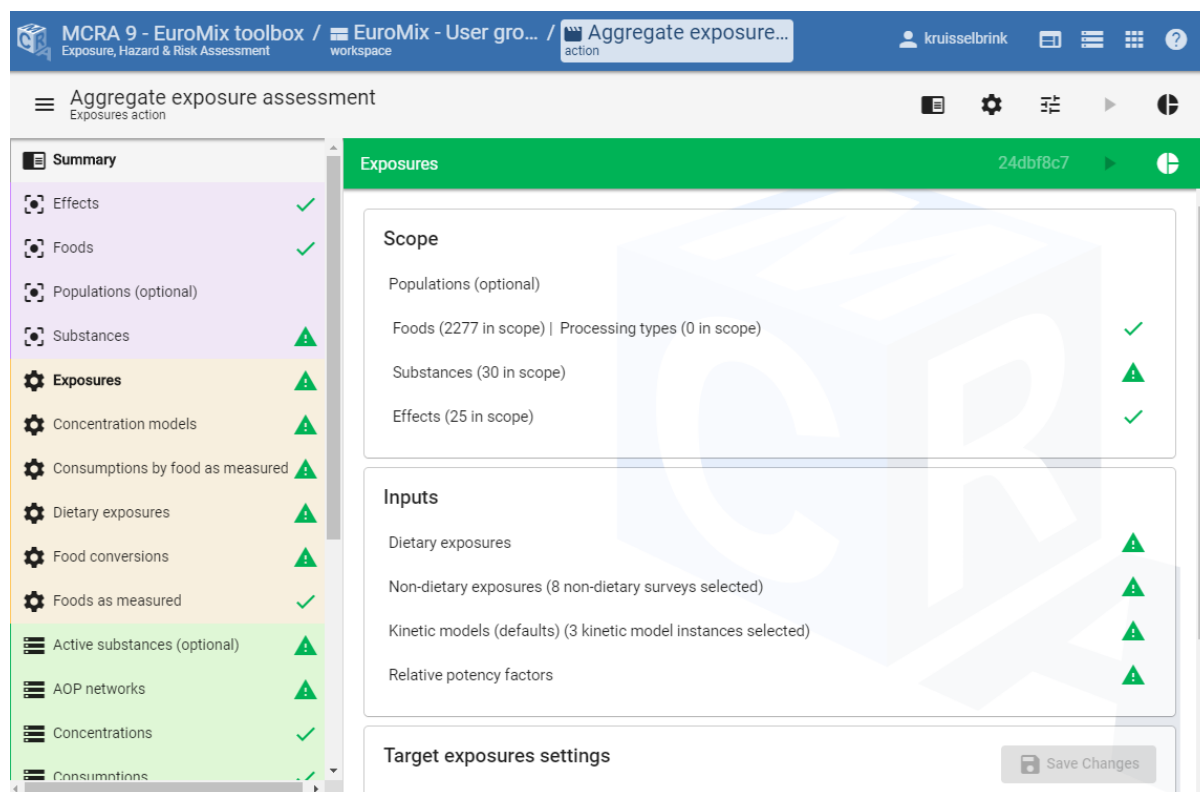 MCRA 9 - EuroMix toolbox / EuroMix - User gro... / Aggregate exposure...
Exposure, Hazard & Risk Assessment workspace action
kruisselbrink
Aggregate exposure assessment
Exposures action
Summary
Effects
Foods
Populations (optional)
Substances
Exposures
Concentration models
Consumptions by food as measured
Dietary exposures
Food conversions
Foods as measured
Active substances (optional)
AOP networks
Concentrations
Consumptions
Exposures 24dbf8c7
Scope
Populations (optional)
Foods (2277 in scope) | Processing types (0 in scope)
Substances (30 in scope)
Effects (25 in scope)
Inputs
Dietary exposures
Non-dietary exposures (8 non-dietary surveys selected)
Kinetic models (defaults) (3 kinetic model instances selected)
Relative potency factors
Target exposures settings
Save Changes